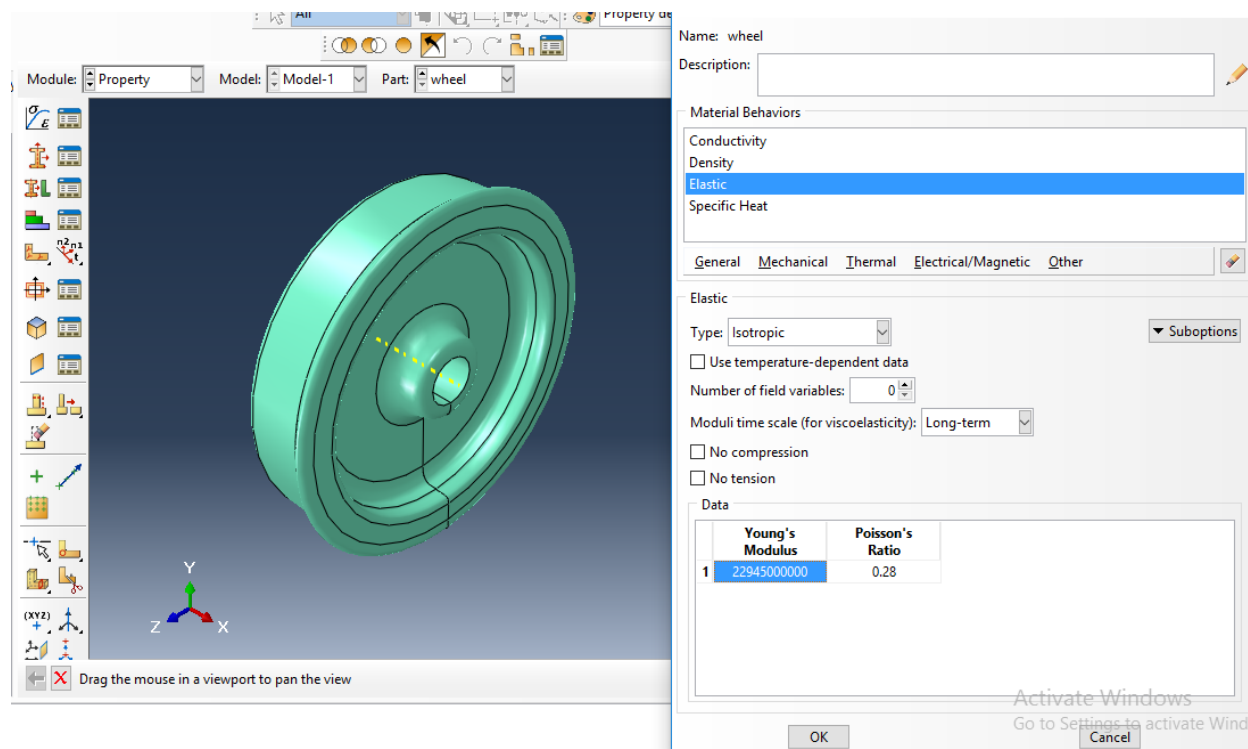 All
Property de
Module: Property Model: Model-1 Part: wheel
σ
ε
n2 n1
t
(XYZ)
Y
Z X
X Drag the mouse in a viewport to pan the view
Name: wheel
Description:
Material Behaviors
Conductivity
Density
Elastic
Specific Heat
General Mechanical Thermal Electrical/Magnetic Other
Elastic
Type: Isotropic Suboptions
Use temperature-dependent data
Number of field variables: 0
Moduli time scale (for viscoelasticity): Long-term
No compression
No tension
Data
Young's Poisson's
Modulus Ratio
1 22945000000 0.28
Activate Windows
Go to Settings to activate Wind
OK Cancel